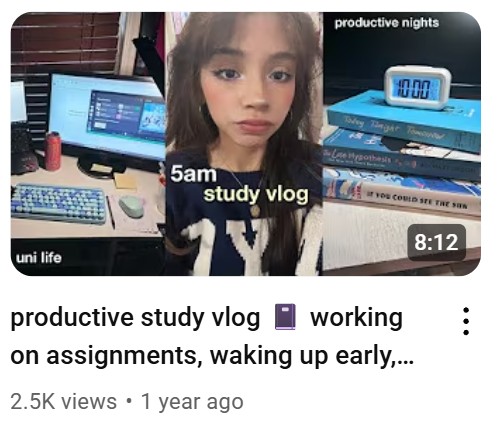 productive nights
10:00
Today Tonight Tomorrow
The Love Hypothesis
IF YOU COULD SEE THE SUN
5am
study vlog
uni life
8:12
productive study vlog 📓 working
on assignments, waking up early,...
2.5K views • 1 year ago